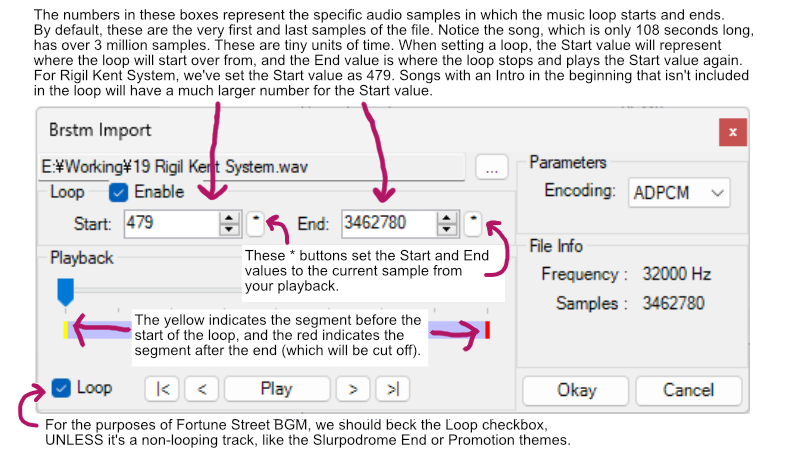 The numbers in these boxes represent the specific audio samples in which the music loop starts and ends.
By default, these are the very first and last samples of the file. Notice the song, which is only 108 seconds long,
has over 3 million samples. These are tiny units of time. When setting a loop, the Start value will represent
where the loop will start over from, and the End value is where the loop stops and plays the Start value again.
For Rigil Kent System, we've set the Start value as 479. Songs with an Intro in the beginning that isn't included
in the loop will have a much larger number for the Start value.
Brstm Import
x
E:¥Working¥19 Rigil Kent System.wav
...
Loop
Enable
Start: 479 * End: 3462780 *
Parameters
Encoding: ADPCM
These * buttons set the Start and End
values to the current sample from
your playback.
Playback
File Info
Frequency : 32000 Hz
Samples : 3462780
The yellow indicates the segment before the
start of the loop, and the red indicates the
segment after the end (which will be cut off).
Loop |< < Play > >|
Okay Cancel
For the purposes of Fortune Street BGM, we should beck the Loop checkbox,
UNLESS it's a non-looping track, like the Slurpodrome End or Promotion themes.